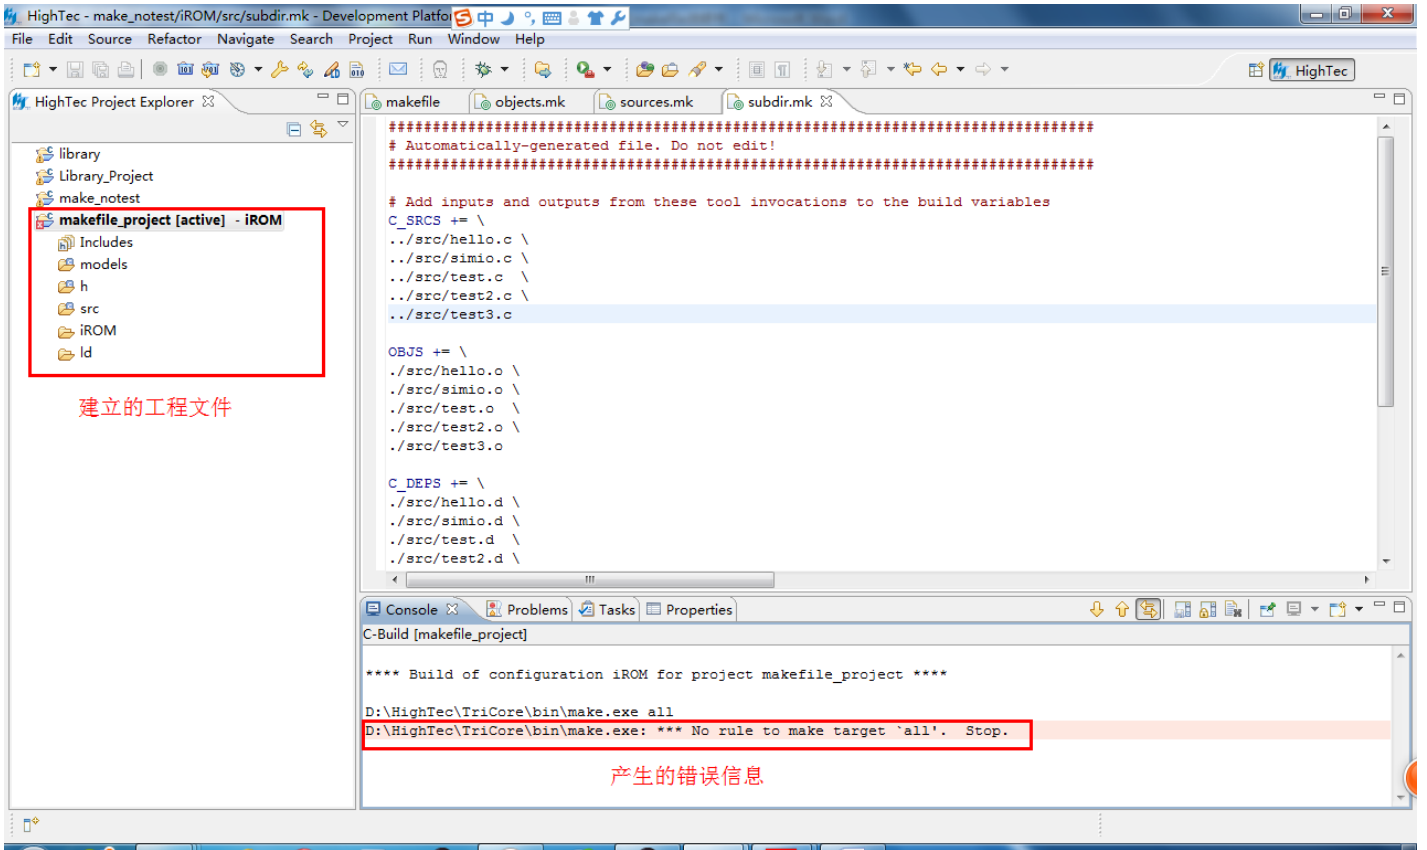 HighTec - make_notest/iROM/src/subdir.mk - Development Platfo
中
File Edit Source Refactor Navigate Search Project Run Window Help
HighTec
HighTec Project Explorer
library
Library_Project
make_notest
makefile_project [active] - iROM
Includes
models
h
src
iROM
ld
建立的工程文件
makefile objects.mk sources.mk subdir.mk
################################################################################
# Automatically-generated file. Do not edit!
################################################################################
# Add inputs and outputs from these tool invocations to the build variables
C_SRCS += \
../src/hello.c \
../src/simio.c \
../src/test.c \
../src/test2.c \
../src/test3.c
OBJS += \
./src/hello.o \
./src/simio.o \
./src/test.o \
./src/test2.o \
./src/test3.o
C_DEPS += \
./src/hello.d \
./src/simio.d \
./src/test.d \
./src/test2.d \
Console Problems Tasks Properties
C-Build [makefile_project]
**** Build of configuration iROM for project makefile_project ****
D:\HighTec\TriCore\bin\make.exe all
D:\HighTec\TriCore\bin\make.exe: *** No rule to make target `all'. Stop.
产生的错误信息